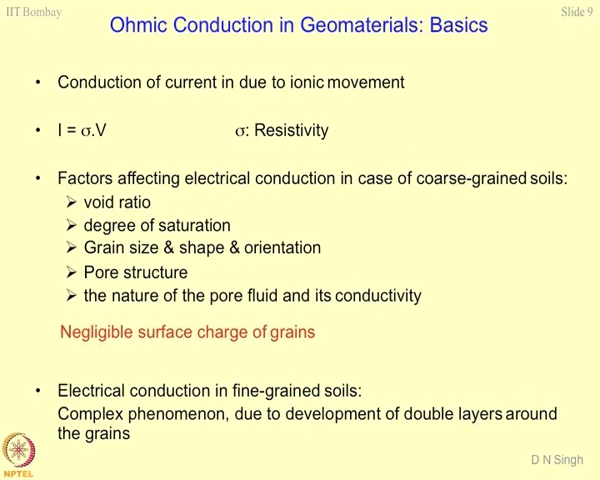 IIT Bombay
Slide 9
Ohmic Conduction in Geomaterials: Basics
• Conduction of current in due to ionic movement
• I = σ.V σ: Resistivity
• Factors affecting electrical conduction in case of coarse-grained soils:
➢ void ratio
➢ degree of saturation
➢ Grain size & shape & orientation
➢ Pore structure
➢ the nature of the pore fluid and its conductivity
Negligible surface charge of grains
• Electrical conduction in fine-grained soils:
Complex phenomenon, due to development of double layers around
the grains
NPTEL
D N Singh